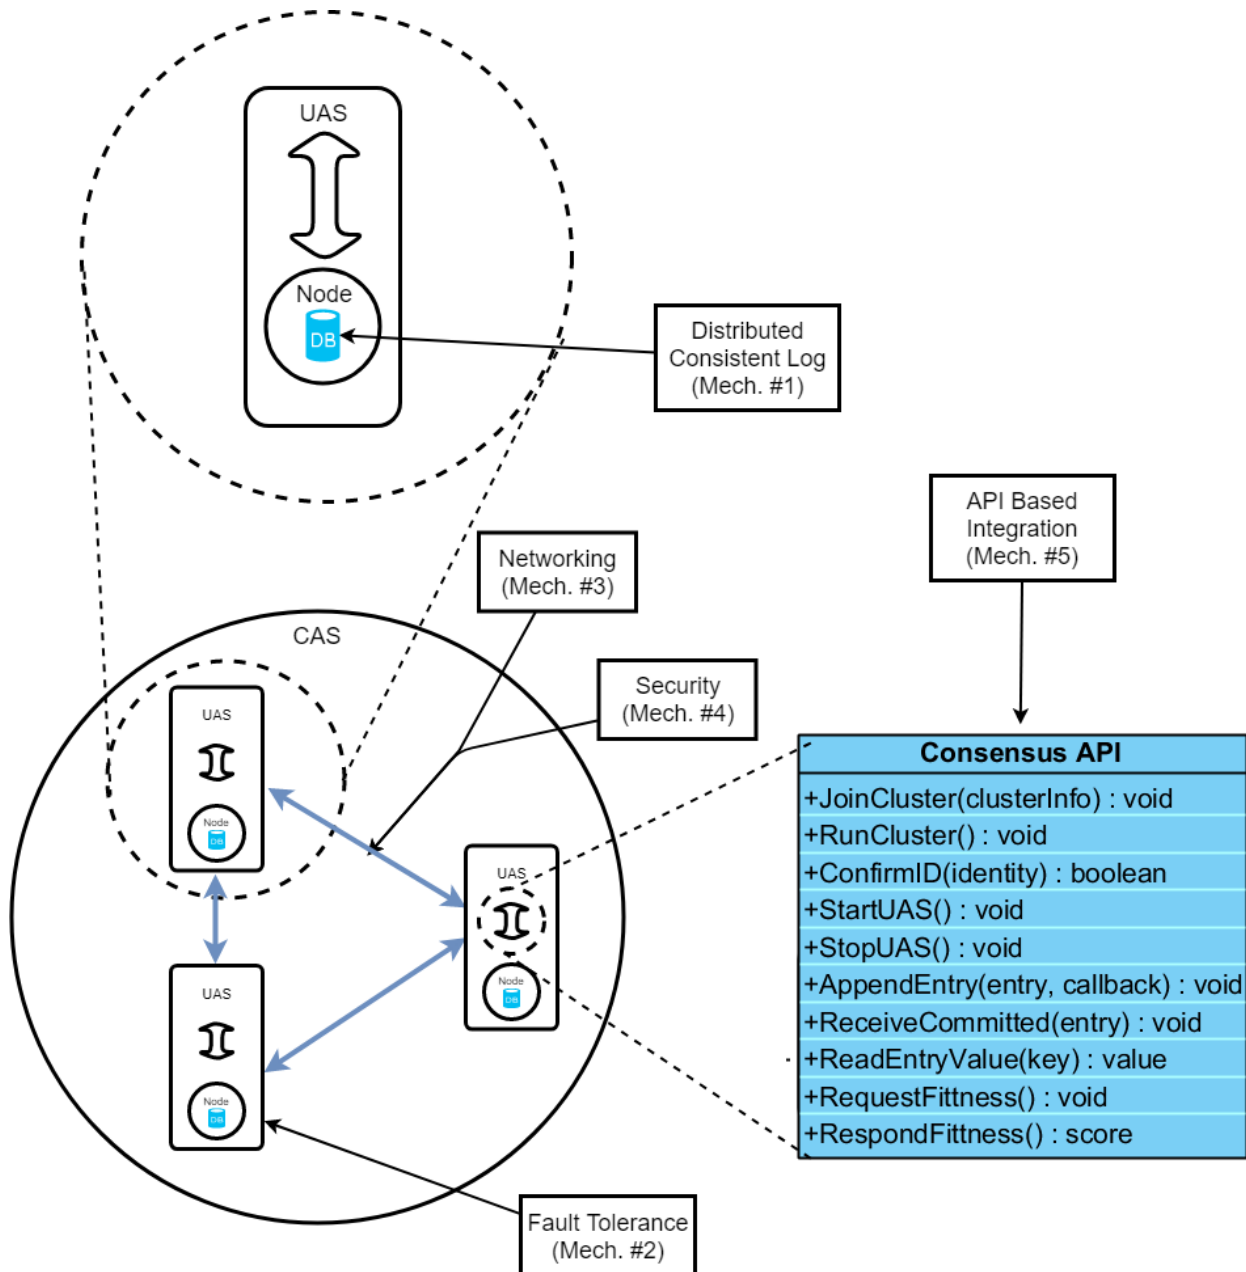 UAS
Node
DB
Distributed
Consistent Log
(Mech. #1)
API Based
Integration
(Mech. #5)
Networking
(Mech. #3)
CAS
Security
(Mech. #4)
UAS
Node
DB
UAS
Node
DB
UAS
Node
DB
Consensus API
+JoinCluster(clusterInfo) : void
+RunCluster() : void
+ConfirmID(identity) : boolean
+StartUAS() : void
+StopUAS() : void
+AppendEntry(entry, callback) : void
+ReceiveCommitted(entry) : void
+ReadEntryValue(key) : value
+RequestFittness() : void
+RespondFittness() : score
Fault Tolerance
(Mech. #2)